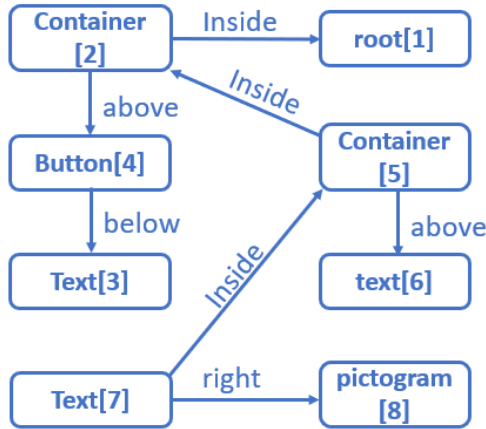 Container
[2]
Inside
root[1]
above
Inside
Container
[5]
Button[4]
below
above
Text[3]
Inside
text[6]
Text[7]
right
pictogram
[8]